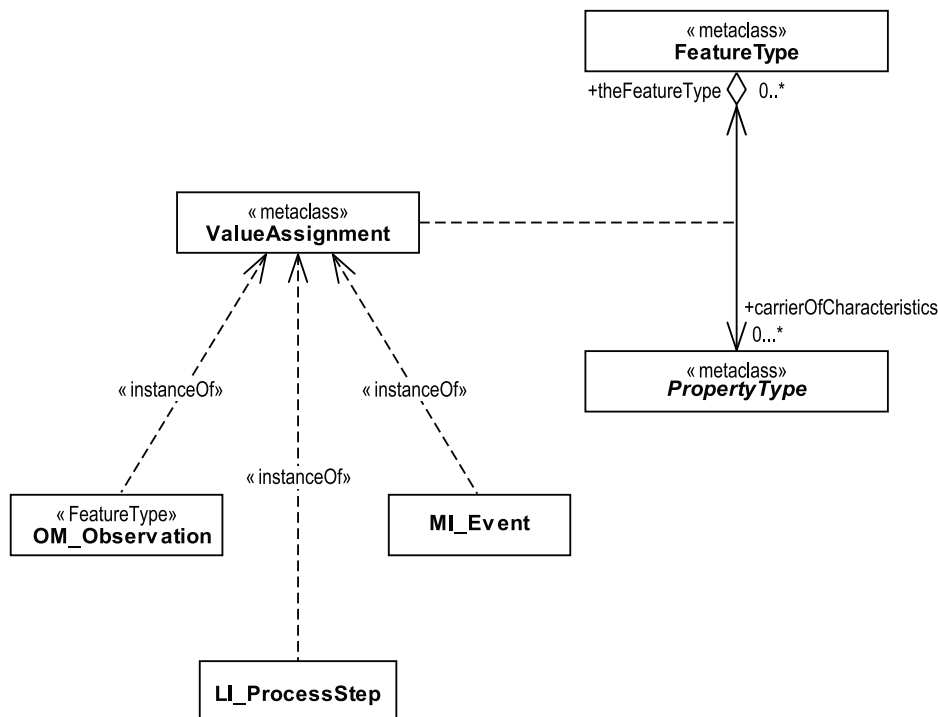 «metaclass»
FeatureType
+theFeatureType 0..*
«metaclass»
ValueAssignment
+carrierOfCharacteristics
0...*
«metaclass»
PropertyType
«instanceOf» «instanceOf»
«instanceOf»
«FeatureType»
OM_Observation
MI_Event
LI_ProcessStep